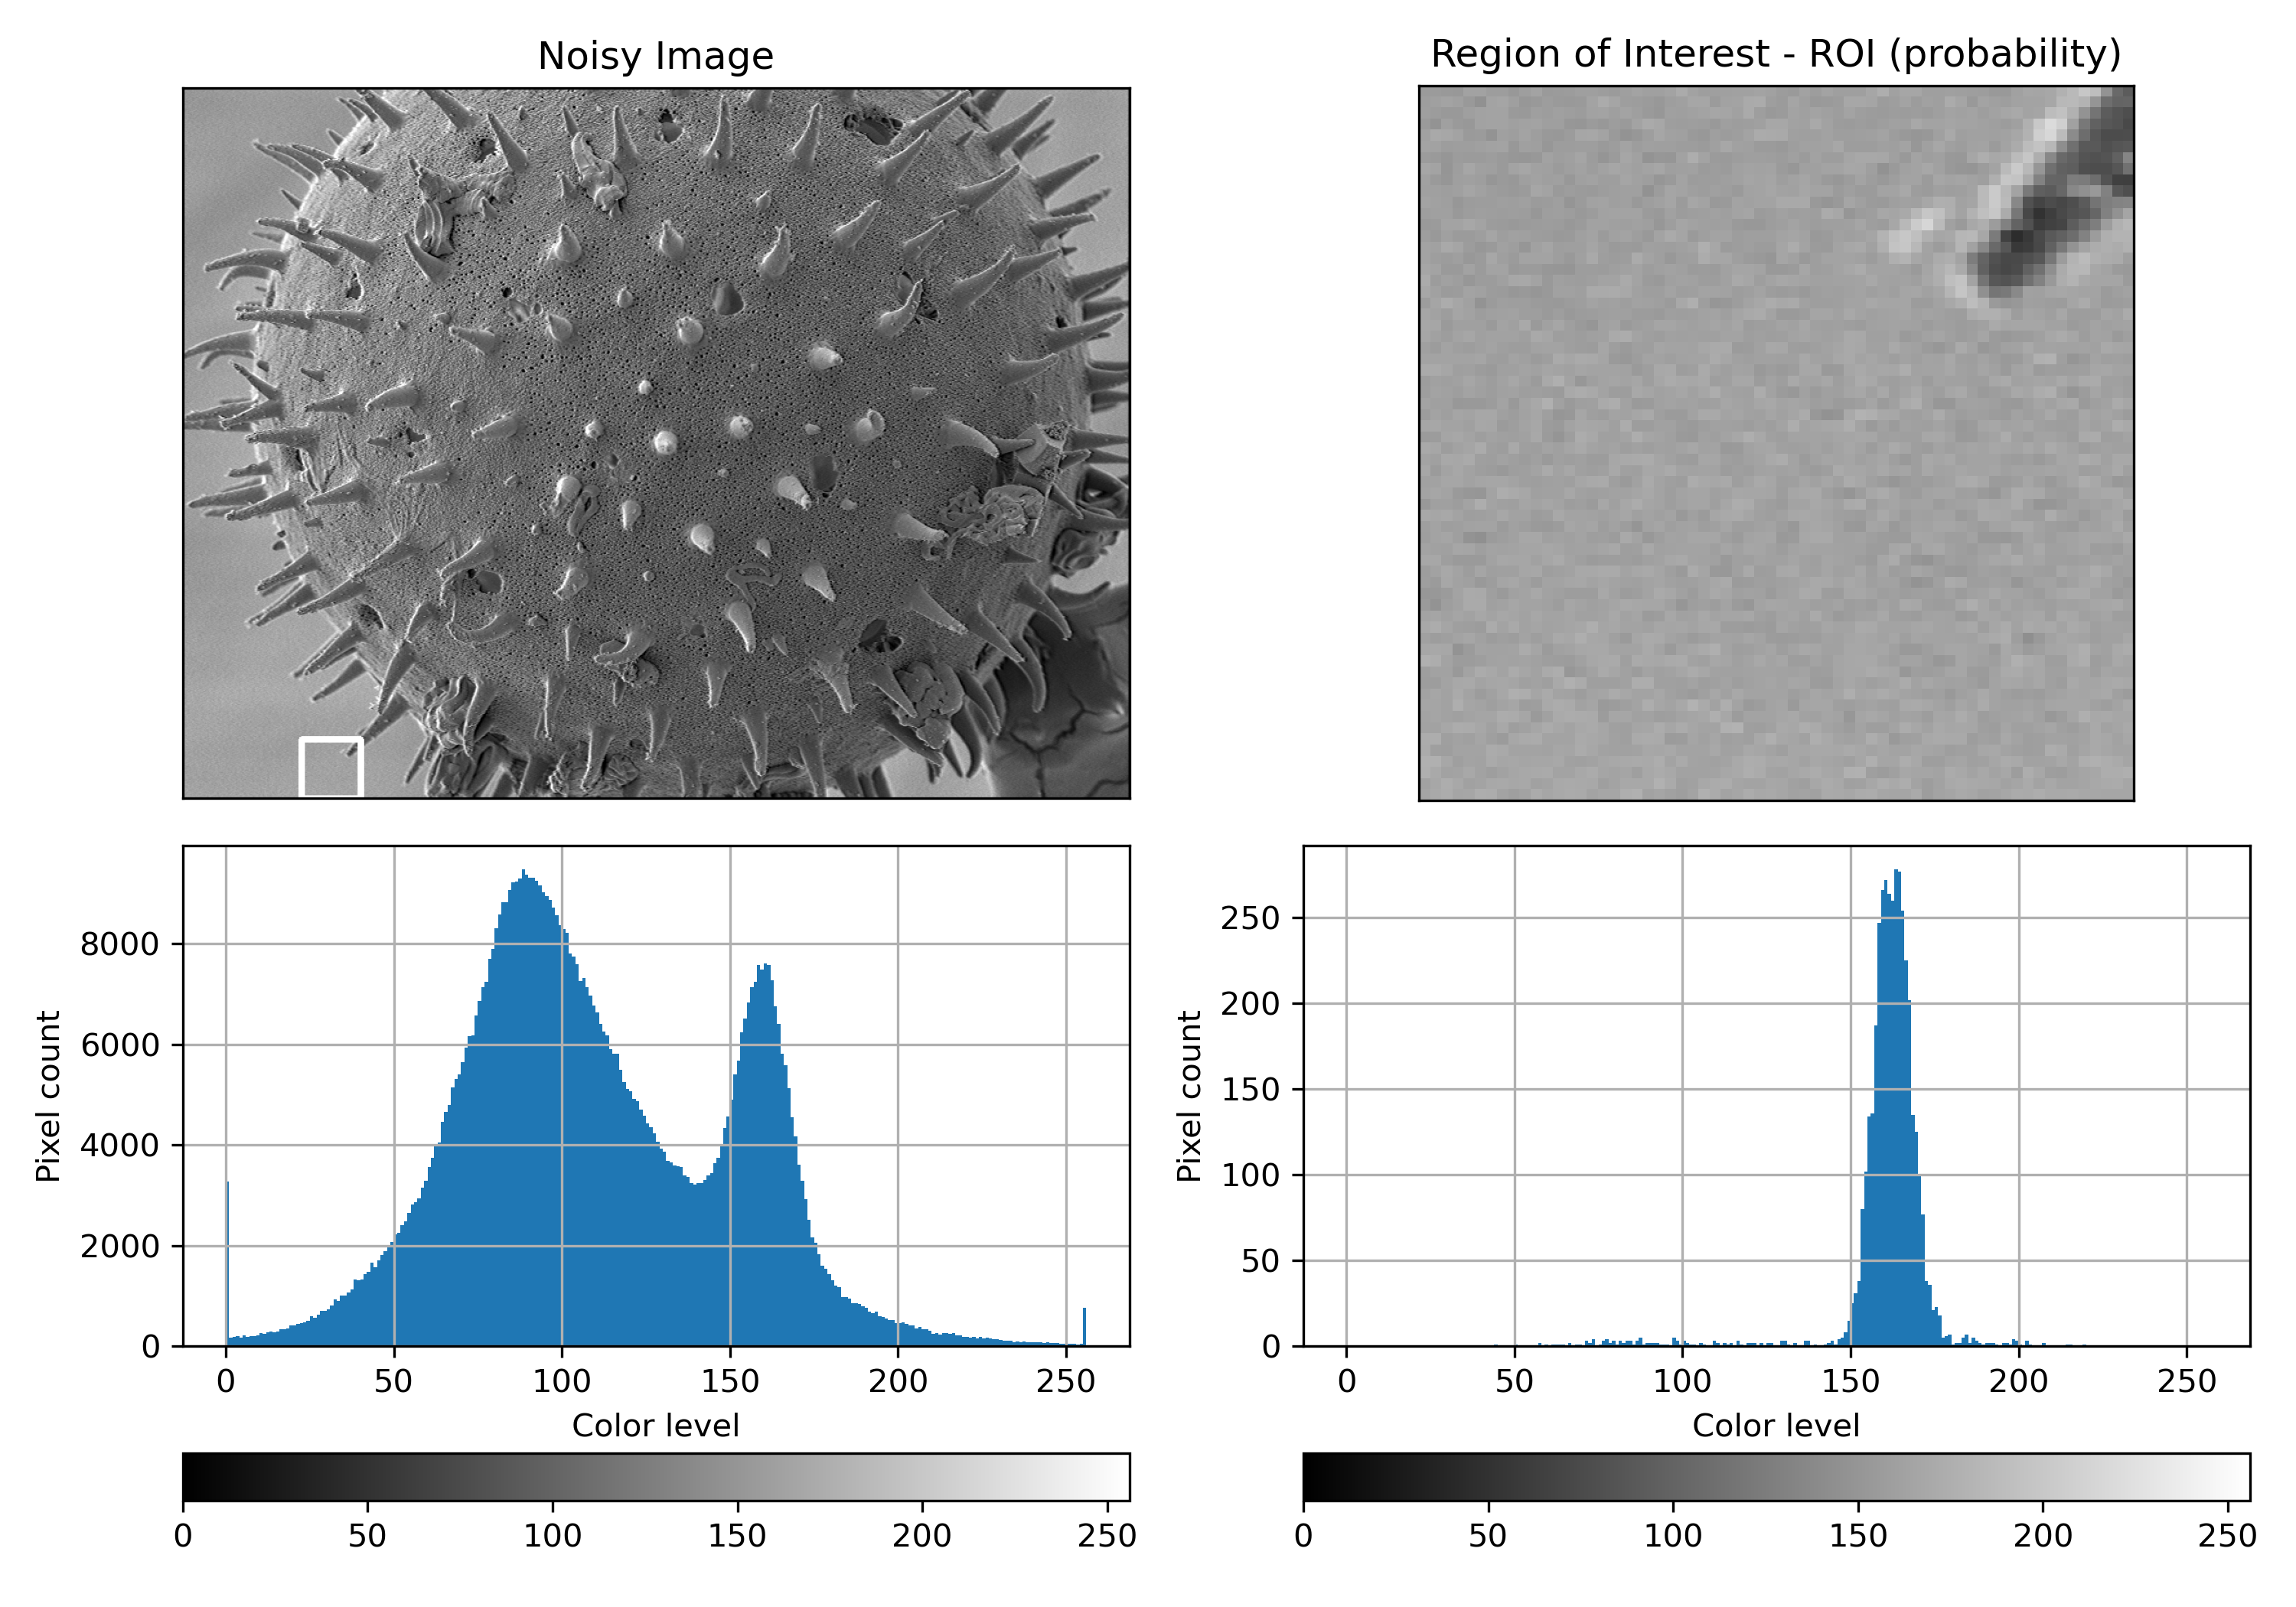 Noisy Image
Region of Interest - ROI (probability)
Pixel count
8000
6000
4000
2000
0
0 50 100 150 200 250
Color level
0 50 100 150 200 250
Pixel count
250
200
150
100
50
0
0 50 100 150 200 250
Color level
0 50 100 150 200 250